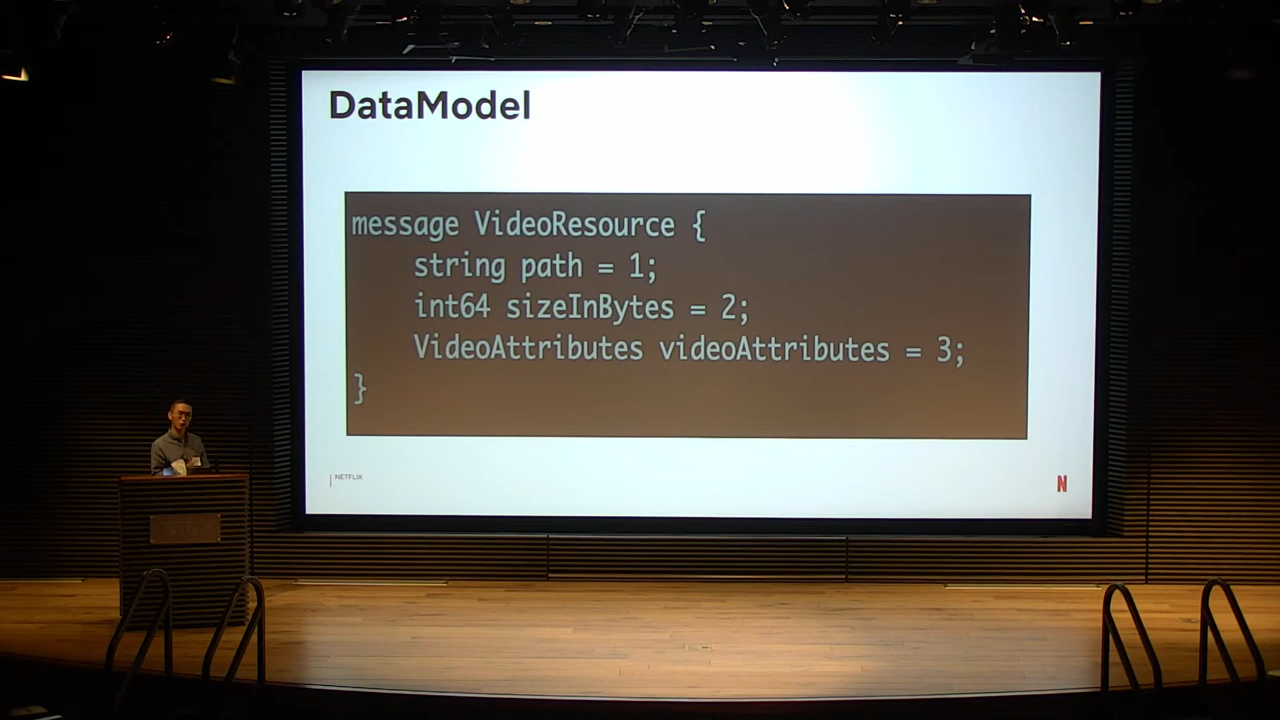 DataModel
message VideoResource {
string path = 1;
int64 sizeInBytes = 2;
VideoAttributes videoAttributes = 3;
}
NETFLIX
N